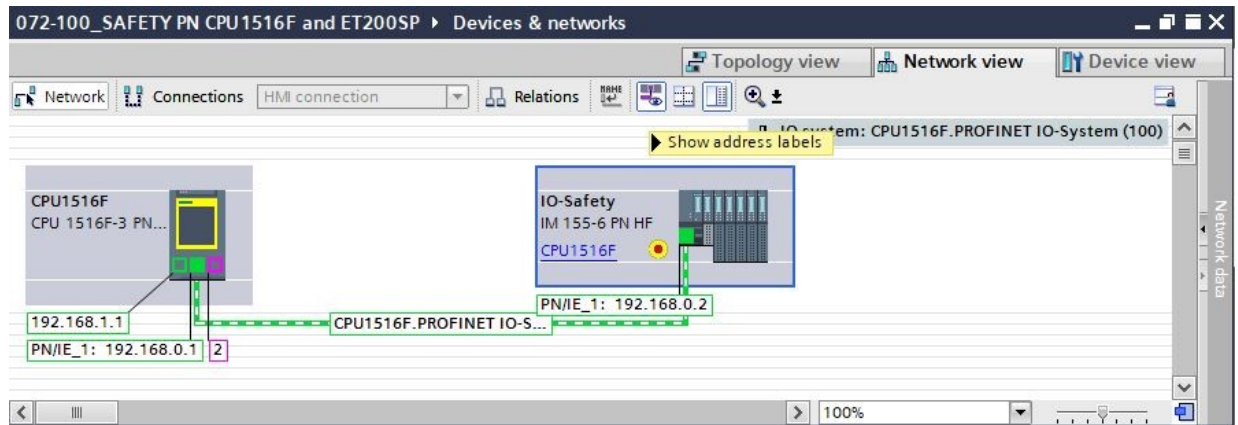 072-100_SAFETY PN CPU1516F and ET200SP ▸ Devices & networks
Topology view Network view Device view
Network Connections HMI connection Relations
Show address labels
IO system: CPU1516F.PROFINET IO-System (100)
CPU1516F
CPU 1516F-3 PN...
IO-Safety
IM 155-6 PN HF
CPU1516F
192.168.1.1
PN/IE_1: 192.168.0.1
2
CPU1516F.PROFINET IO-S...
PN/IE_1: 192.168.0.2
Network data
100%